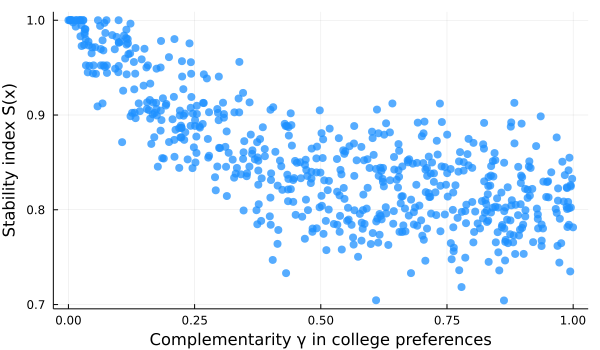 1.0
0.9
0.8
0.7
Stability index S(x)
0.00 0.25 0.50 0.75 1.00
Complementarity γ in college preferences